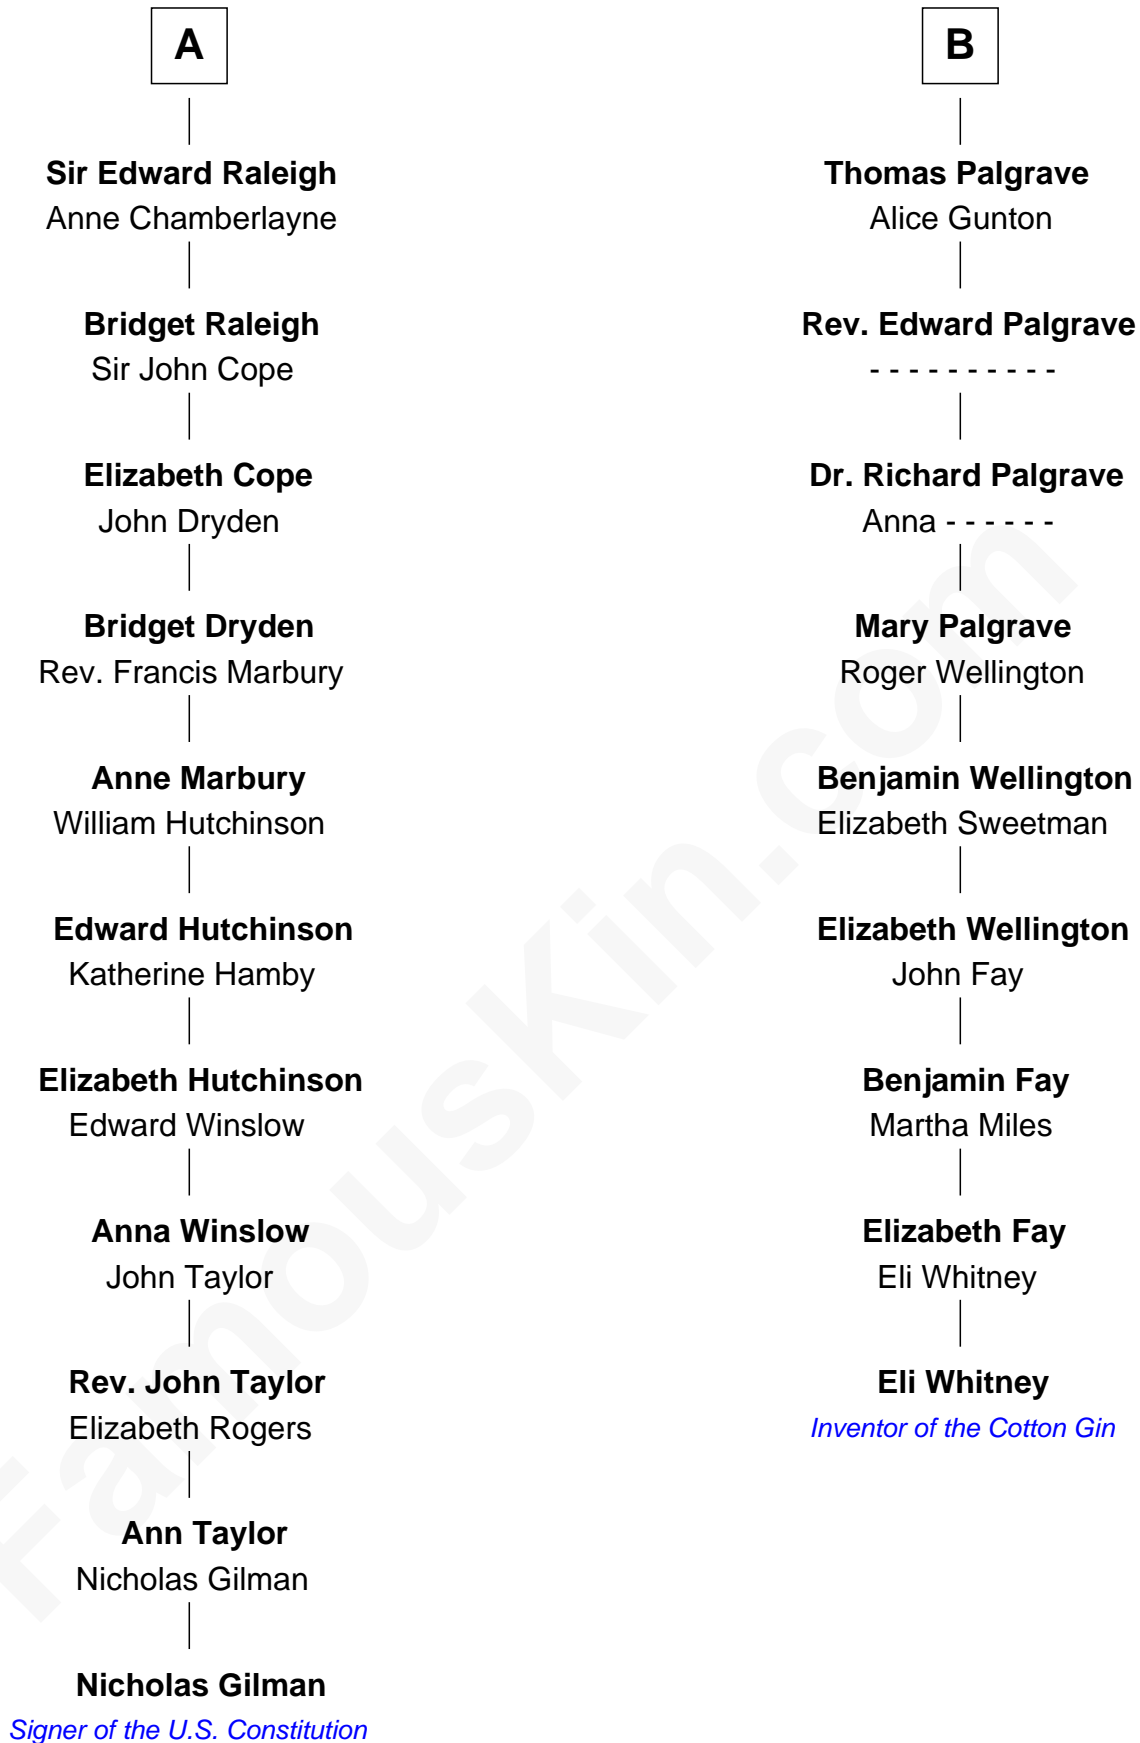 A
Sir Edward Raleigh
Anne Chamberlayne
Bridget Raleigh
Sir John Cope
Elizabeth Cope
John Dryden
Bridget Dryden
Rev. Francis Marbury
Anne Marbury
William Hutchinson
Edward Hutchinson
Katherine Hamby
Elizabeth Hutchinson
Edward Winslow
Anna Winslow
John Taylor
Rev. John Taylor
Elizabeth Rogers
Ann Taylor
Nicholas Gilman
Nicholas Gilman
Signer of the U.S. Constitution
B
Thomas Palgrave
Alice Gunton
Rev. Edward Palgrave
- - - - - - - - - -
Dr. Richard Palgrave
Anna - - - - - -
Mary Palgrave
Roger Wellington
Benjamin Wellington
Elizabeth Sweetman
Elizabeth Wellington
John Fay
Benjamin Fay
Martha Miles
Elizabeth Fay
Eli Whitney
Eli Whitney
Inventor of the Cotton Gin
FamousKin.com